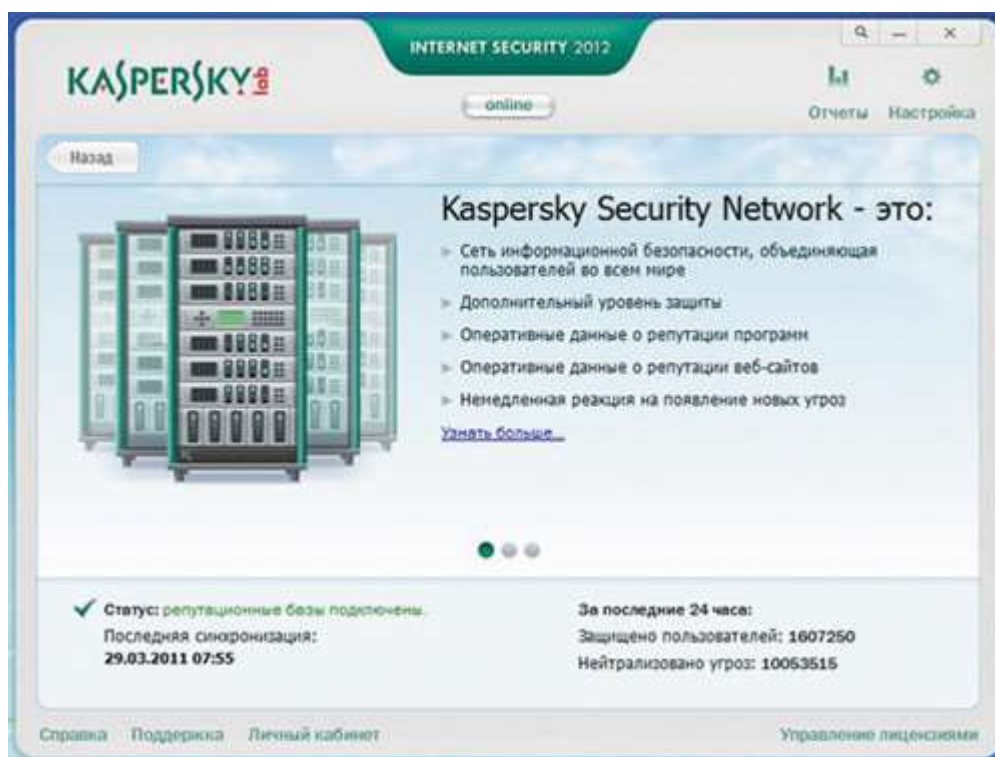 INTERNET SECURITY 2012
KASPERSKY lab
online
Отчеты
Настройка
Назад
Kaspersky Security Network - это:
Сеть информационной безопасности, объединяющая
пользователей во всем мире
Дополнительный уровень защиты
Оперативные данные о репутации программ
Оперативные данные о репутации веб-сайтов
Немедленная реакция на появление новых угроз
Узнать больше...
Статус: репутационные базы подключены.
Последняя синхронизация:
29.03.2011 07:55
За последние 24 часа:
Защищено пользователей: 1607250
Нейтрализовано угроз: 10053515
Справка
Поддержка
Личный кабинет
Управление лицензиями